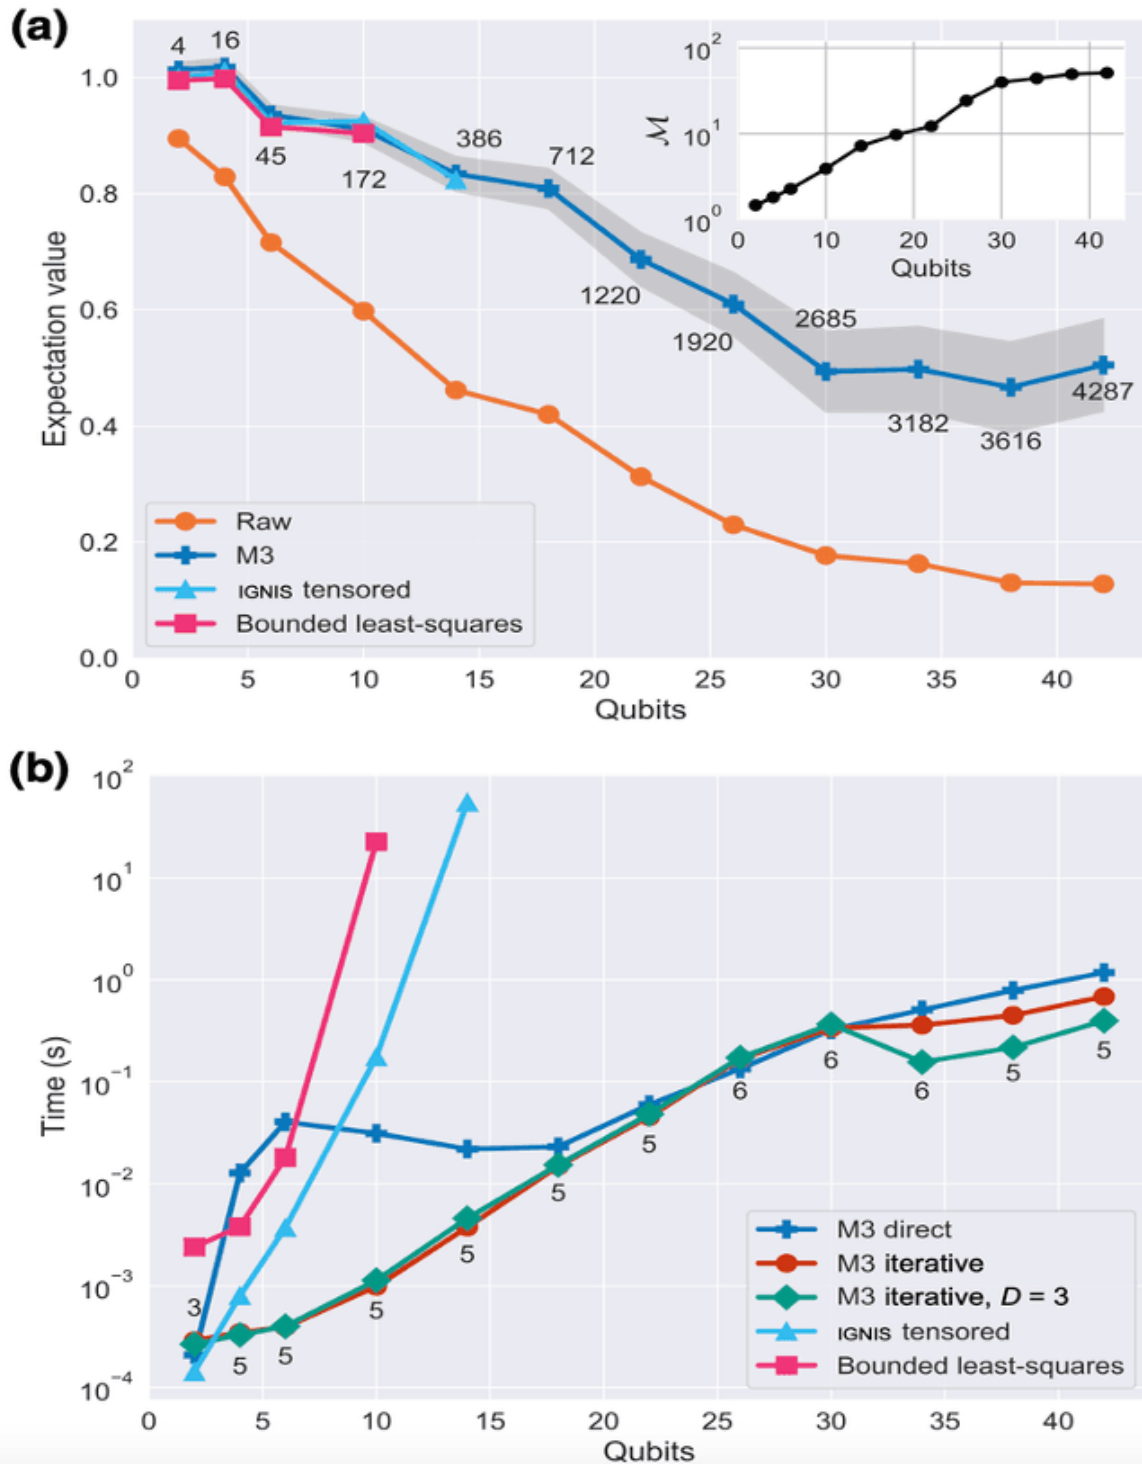 (a)
4 16
45
172
386
712
1220
1920
2685
3182
3616
4287
Expectation value
1.0
0.8
0.6
0.4
0.2
0.0
0 5 10 15 20 25 30 35 40
Qubits
Raw
M3
IGNIS tensored
Bounded least-squares
ℳ
10²
10¹
10⁰
0 10 20 30 40
Qubits
(b)
Time (s)
10²
10¹
10⁰
10⁻¹
10⁻²
10⁻³
10⁻⁴
3
5
5
5
5
5
5
6
6
6
5
5
0 5 10 15 20 25 30 35 40
Qubits
M3 direct
M3 iterative
M3 iterative, D = 3
IGNIS tensored
Bounded least-squares